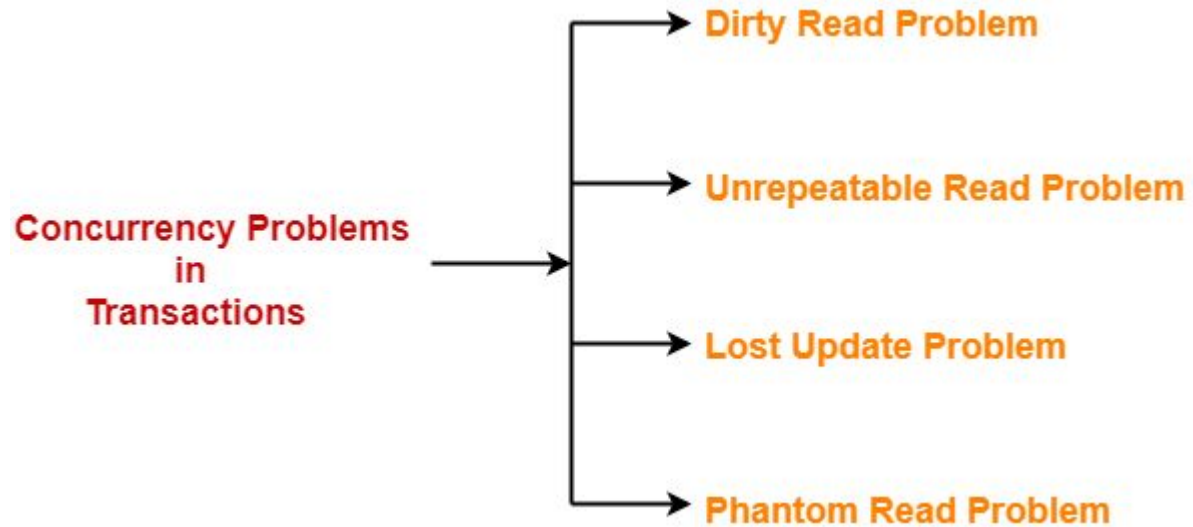 Concurrency Problems
in
Transactions
Dirty Read Problem
Unrepeatable Read Problem
Lost Update Problem
Phantom Read Problem